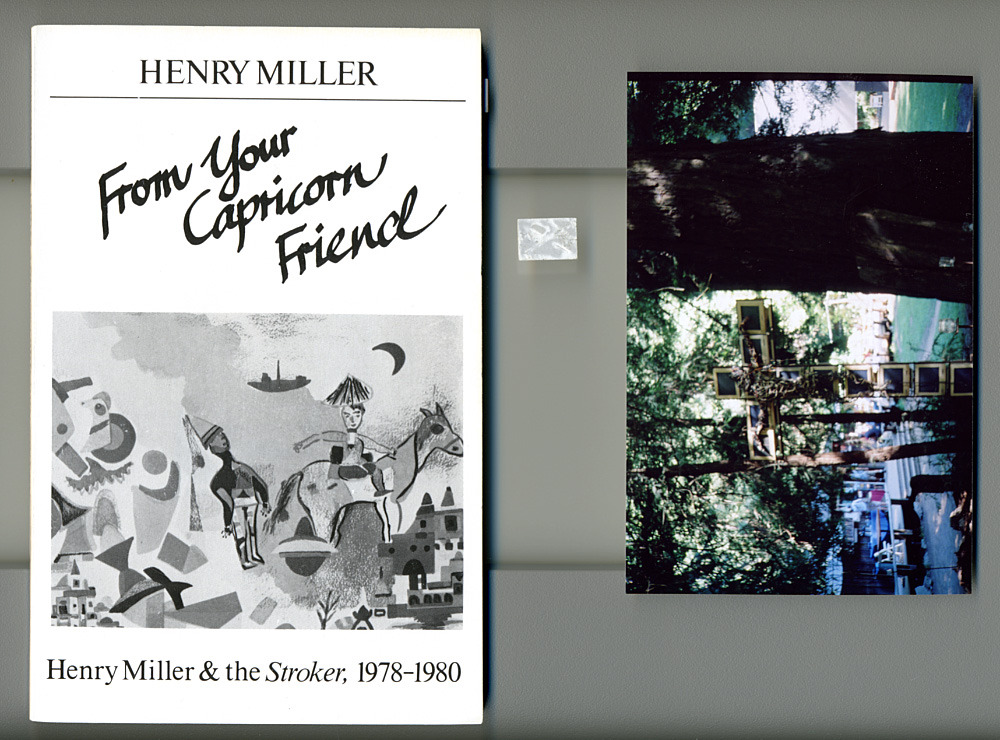 HENRY MILLER
From Your
Capricorn
Friend
Henry Miller & the Stroker, 1978–1980